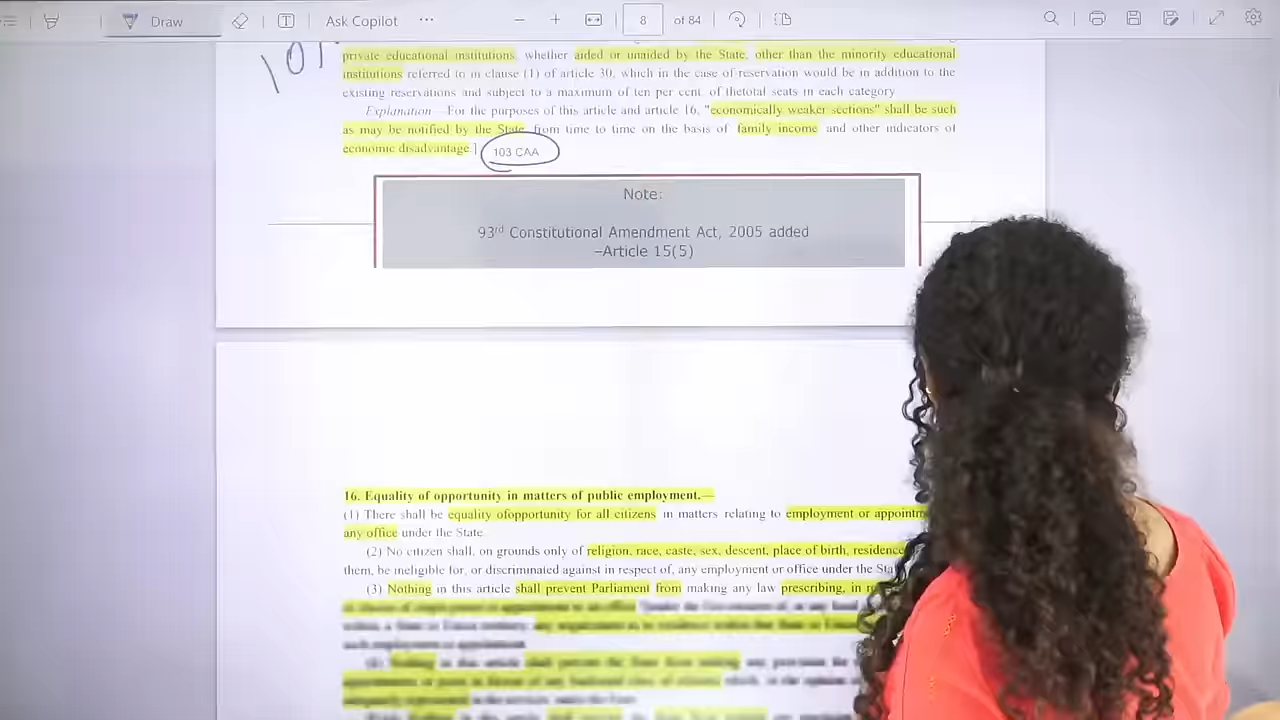 Draw
Ask Copilot
8 of 84
10
private educational institutions, whether aided or unaided by the State, other than the minority educational
institutions referred to in clause (1) of article 30, which in the case of reservation would be in addition to the
existing reservations and subject to a maximum of ten per cent. of thetotal seats in each category
Explanation.—For the purposes of this article and article 16, "economically weaker sections" shall be such
as may be notified by the State from time to time on the basis of family income and other indicators of
economic disadvantage.]
103 CAA
Note:
93rd Constitutional Amendment Act, 2005 added
–Article 15(5)
16. Equality of opportunity in matters of public employment.—
(1) There shall be equality ofopportunity for all citizens in matters relating to employment or appointm
any office under the State
(2) No citizen shall, on grounds only of religion, race, caste, sex, descent, place of birth, residence
them, be ineligible for, or discriminated against in respect of, any employment or office under the Sta
(3) Nothing in this article shall prevent Parliament from making any law prescribing, in r